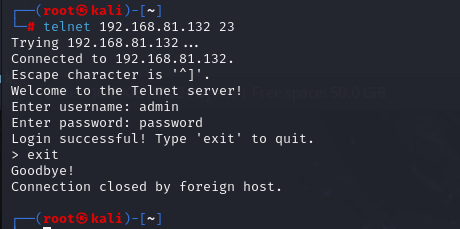 ┌──(root㉿kali)-[~]
└─# telnet 192.168.81.132 23
Trying 192.168.81.132...
Connected to 192.168.81.132.
Escape character is '^]'.
Welcome to the Telnet server!
Enter username: admin
Enter password: password
Login successful! Type 'exit' to quit.
> exit
Goodbye!
Connection closed by foreign host.
┌──(root㉿kali)-[~]